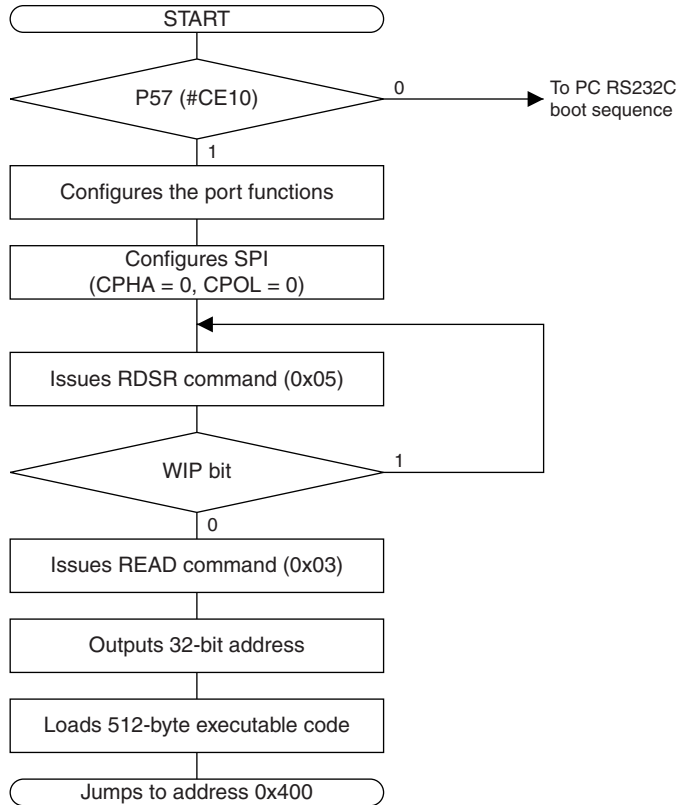 START
P57 (#CE10)
0
To PC RS232C
boot sequence
1
Configures the port functions
Configures SPI
(CPHA = 0, CPOL = 0)
Issues RDSR command (0x05)
WIP bit
1
0
Issues READ command (0x03)
Outputs 32-bit address
Loads 512-byte executable code
Jumps to address 0x400